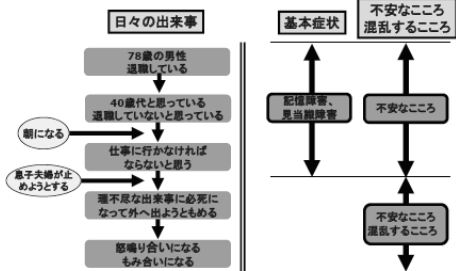 日々の出来事
基本症状
不安なこころ
混乱するこころ
78歳の男性
退職している
40歳代と思っている
退職していないと思っている
朝になる
仕事に行かなければ
ならないと思う
息子夫婦が止
めようとする
理不尽な出来事に必死に
なって外へ出ようともめる
怒鳴り合いになる
もみ合いになる
記憶障害、
見当識障害
不安なこころ
不安なこころ
混乱するこころ